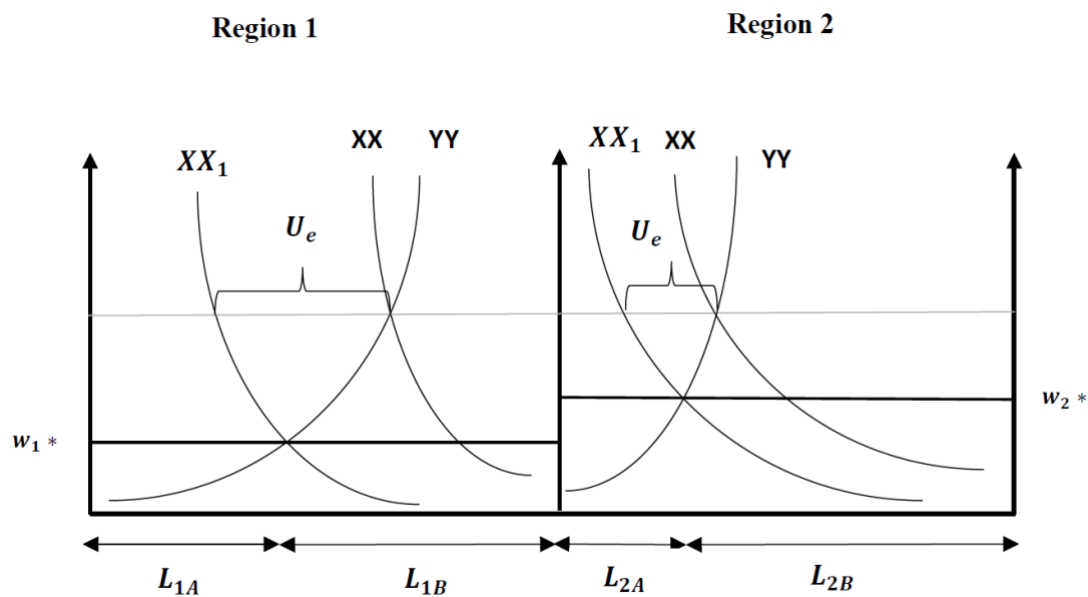 Region 1
Region 2
XX₁
XX
YY
XX₁
XX
YY
Uₑ
Uₑ
w₁ *
w₂ *
L₁A
L₁B
L₂A
L₂B